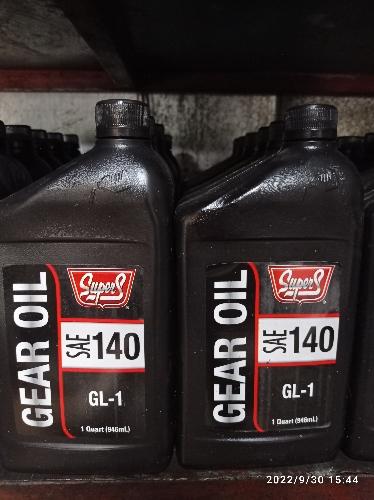 GEAR OIL
Super S
SAE 140
GL-1
1 Quart (946mL)
GEAR OIL
Super S
SAE 140
GL-1
1 Quart (946mL)
2022/9/30 15:44